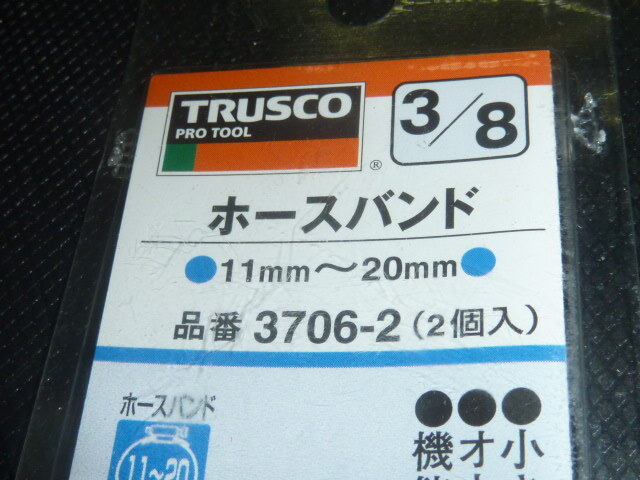 TRUSCO
PRO TOOL
®
3/8
ホースバンド
●11mm～20mm●
品番 3706-2（2個入）
ホースバンド
11～20
●●●
機オ小